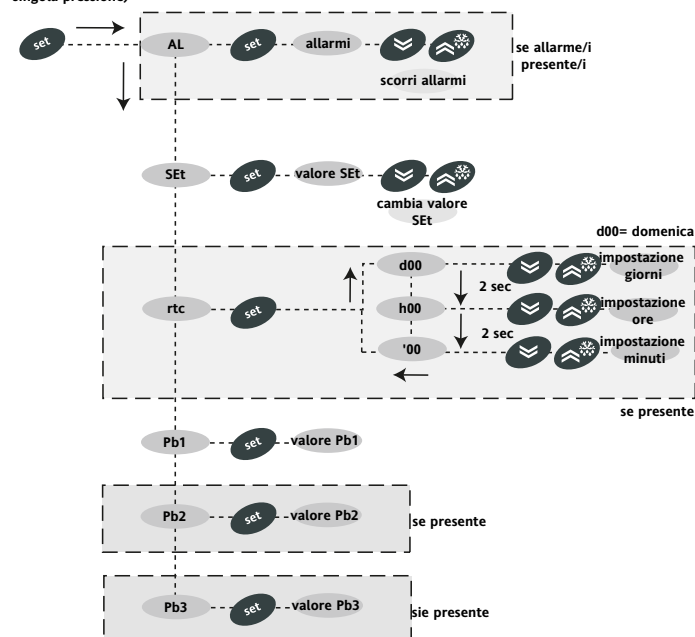 singola pressione)
set AL set allarmi
se allarme/i
presente/i
scorri allarmi
SEt set valore SEt
cambia valore
SEt
d00= domenica
d00
impostazione
giorni
2 sec
rtc set h00
impostazione
ore
2 sec
'00
impostazione
minuti
se presente
Pb1 set valore Pb1
Pb2 set valore Pb2
se presente
Pb3 set valore Pb3
sie presente